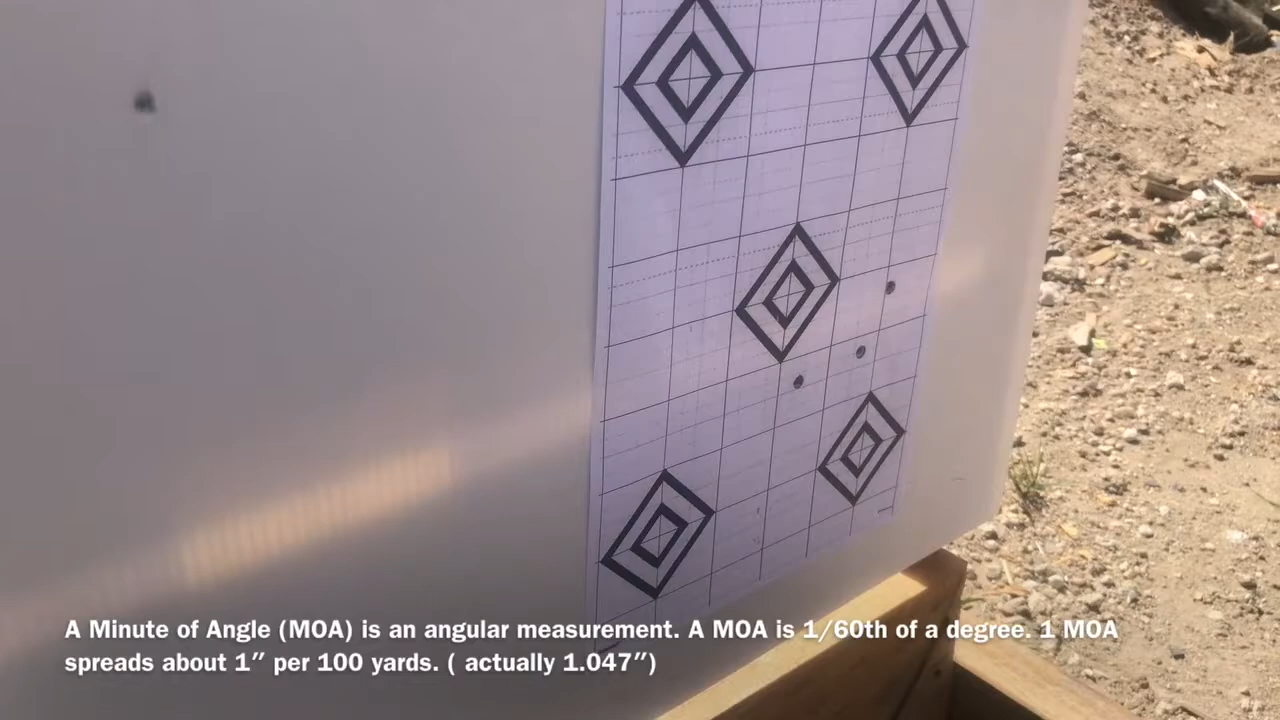 A Minute of Angle (MOA) is an angular measurement. A MOA is 1/60th of a degree. 1 MOA
spreads about 1″ per 100 yards. ( actually 1.047″)